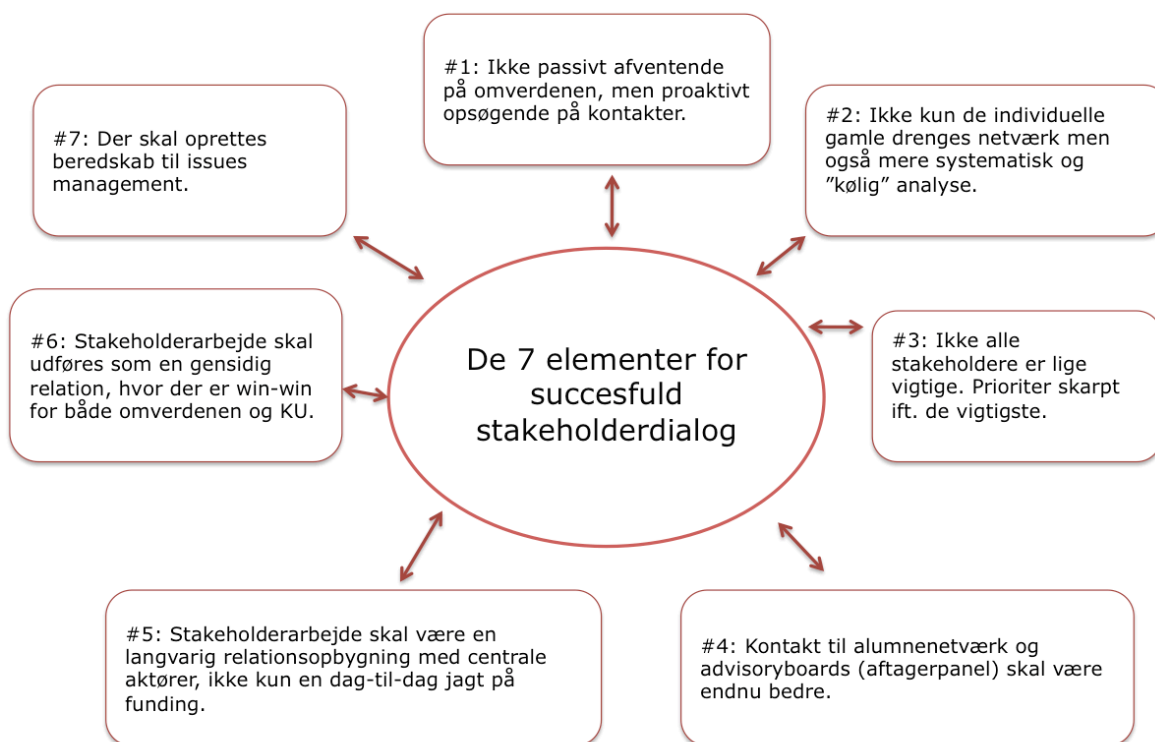 #1: Ikke passivt afventende
på omverdenen, men proaktivt
opsøgende på kontakter.
#2: Ikke kun de individuelle
gamle drenges netværk men
også mere systematisk og
”kølig” analyse.
#3: Ikke alle
stakeholdere er lige
vigtige. Prioriter skarpt
ift. de vigtigste.
#4: Kontakt til alumnenetværk og
advisoryboards (aftagerpanel) skal være
endnu bedre.
#5: Stakeholderarbejde skal være en
langvarig relationsopbygning med centrale
aktører, ikke kun en dag-til-dag jagt på
funding.
#6: Stakeholderarbejde skal
udføres som en gensidig
relation, hvor der er win-win
for både omverdenen og KU.
#7: Der skal oprettes
beredskab til issues
management.
De 7 elementer for
succesfuld
stakeholderdialog